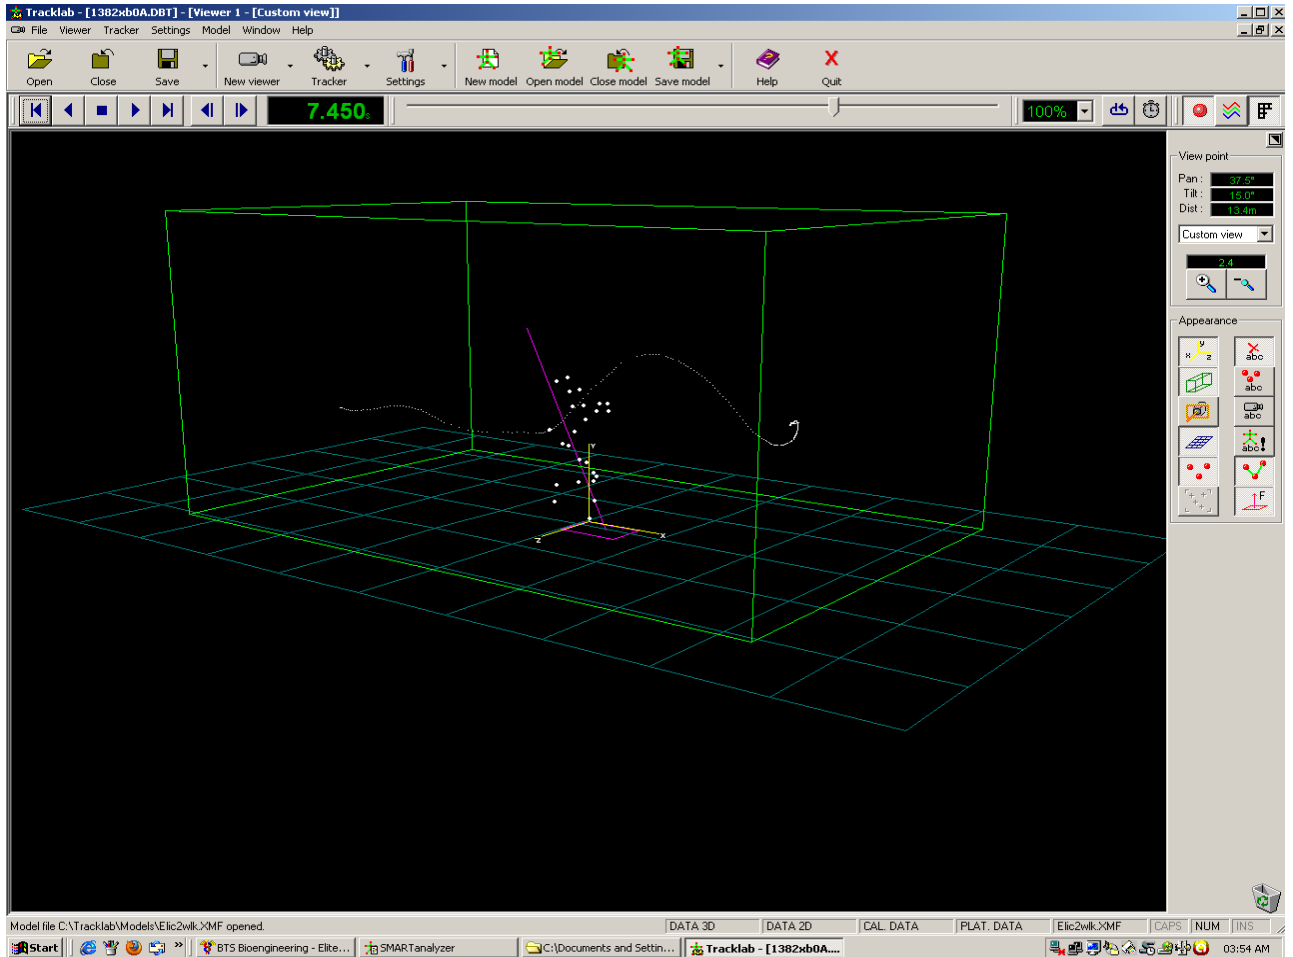 Tracklab - [1382xb0A.DBT] - [Viewer 1 - [Custom view]]
File Viewer Tracker Settings Model Window Help
Open Close Save New viewer Tracker Settings New model Open model Close model Save model Help Quit
7.450s 100%
View point
Pan : 37.5°
Tilt : 15.0°
Dist : 13.4m
Custom view
2.4
Appearance
x y z abc
abc
abc
abc!
F
Y
Z X
Model file C:\Tracklab\Models\Elic2wlk.XMF opened. DATA 3D DATA 2D CAL. DATA PLAT. DATA Elic2wlk.XMF CAPS NUM INS
Start » BTS Bioengineering - Elite... SMARTanalyzer C:\Documents and Settin... Tracklab - [1382xb0A.... 03:54 AM